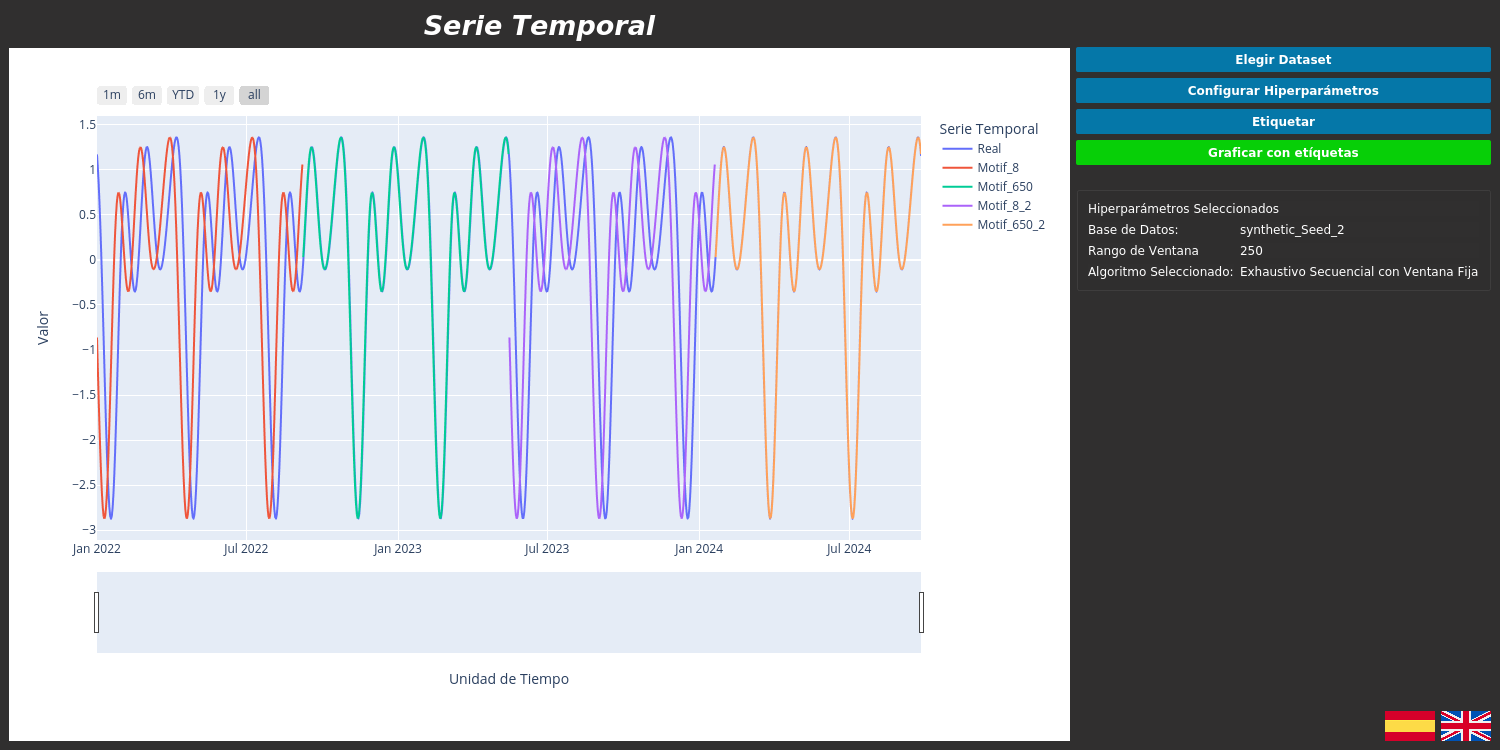 Serie Temporal
1m 6m YTD 1y all
1.5
1
0.5
0
−0.5
−1
−1.5
−2
−2.5
−3
Valor
Jan 2022 Jul 2022 Jan 2023 Jul 2023 Jan 2024 Jul 2024
Unidad de Tiempo
Serie Temporal
Real
Motif_8
Motif_650
Motif_8_2
Motif_650_2
Elegir Dataset
Configurar Hiperparámetros
Etiquetar
Graficar con etíquetas
Hiperparámetros Seleccionados
Base de Datos: synthetic_Seed_2
Rango de Ventana 250
Algoritmo Seleccionado: Exhaustivo Secuencial con Ventana Fija